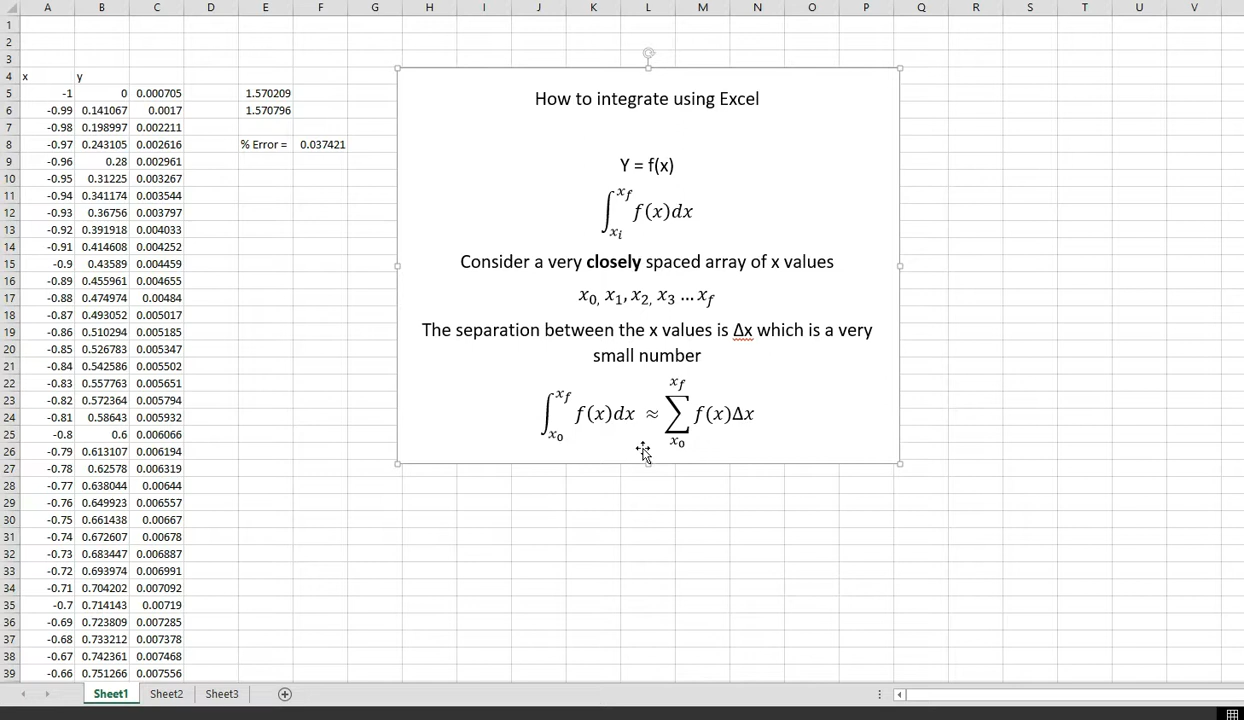 A B C D E F G H I J K L M N O P Q R S T U V
1
2
3
4 x y
5 -1 0 0.000705 1.570209
6 -0.99 0.141067 0.0017 1.570796
7 -0.98 0.198997 0.002211
8 -0.97 0.243105 0.002616 % Error = 0.037421
9 -0.96 0.28 0.002961
10 -0.95 0.31225 0.003267
11 -0.94 0.341174 0.003544
12 -0.93 0.36756 0.003797
13 -0.92 0.391918 0.004033
14 -0.91 0.414608 0.004252
15 -0.9 0.43589 0.004459
16 -0.89 0.455961 0.004655
17 -0.88 0.474974 0.00484
18 -0.87 0.493052 0.005017
19 -0.86 0.510294 0.005185
20 -0.85 0.526783 0.005347
21 -0.84 0.542586 0.005502
22 -0.83 0.557763 0.005651
23 -0.82 0.572364 0.005794
24 -0.81 0.58643 0.005932
25 -0.8 0.6 0.006066
26 -0.79 0.613107 0.006194
27 -0.78 0.62578 0.006319
28 -0.77 0.638044 0.00644
29 -0.76 0.649923 0.006557
30 -0.75 0.661438 0.00667
31 -0.74 0.672607 0.00678
32 -0.73 0.683447 0.006887
33 -0.72 0.693974 0.006991
34 -0.71 0.704202 0.007092
35 -0.7 0.714143 0.00719
36 -0.69 0.723809 0.007285
37 -0.68 0.733212 0.007378
38 -0.67 0.742361 0.007468
39 -0.66 0.751266 0.007556
How to integrate using Excel
Y = f(x)
∫_{x_i}^{x_f} f(x)dx
Consider a very closely spaced array of x values
x_{0,} x_1, x_{2,} x_3 … x_f
The separation between the x values is Δx which is a very
small number
∫_{x_0}^{x_f} f(x)dx ≈ ∑_{x_0}^{x_f} f(x)Δx
Sheet1 Sheet2 Sheet3